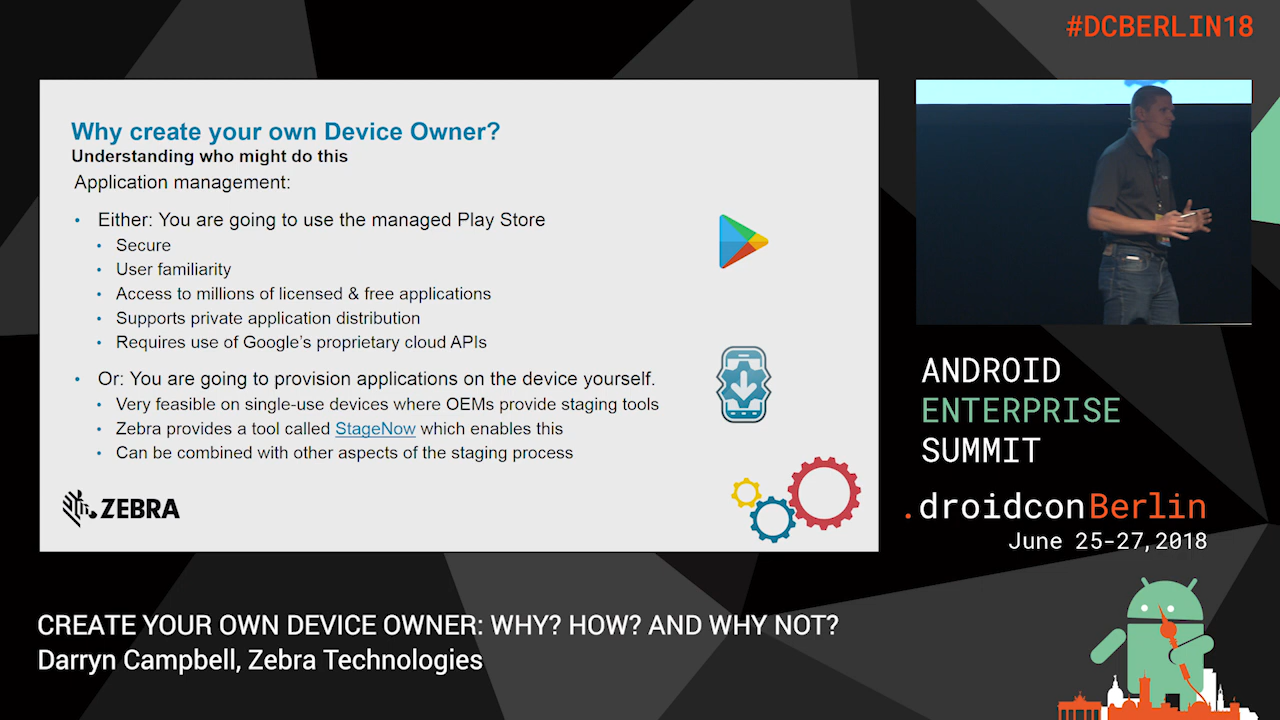 #DCBERLIN18
Why create your own Device Owner?
Understanding who might do this
Application management:
• Either: You are going to use the managed Play Store
• Secure
• User familiarity
• Access to millions of licensed & free applications
• Supports private application distribution
• Requires use of Google's proprietary cloud APIs
• Or: You are going to provision applications on the device yourself.
• Very feasible on single-use devices where OEMs provide staging tools
• Zebra provides a tool called StageNow which enables this
• Can be combined with other aspects of the staging process
ZEBRA
ANDROID
ENTERPRISE
SUMMIT
.droidconBerlin
June 25-27, 2018
CREATE YOUR OWN DEVICE OWNER: WHY? HOW? AND WHY NOT?
Darryn Campbell, Zebra Technologies